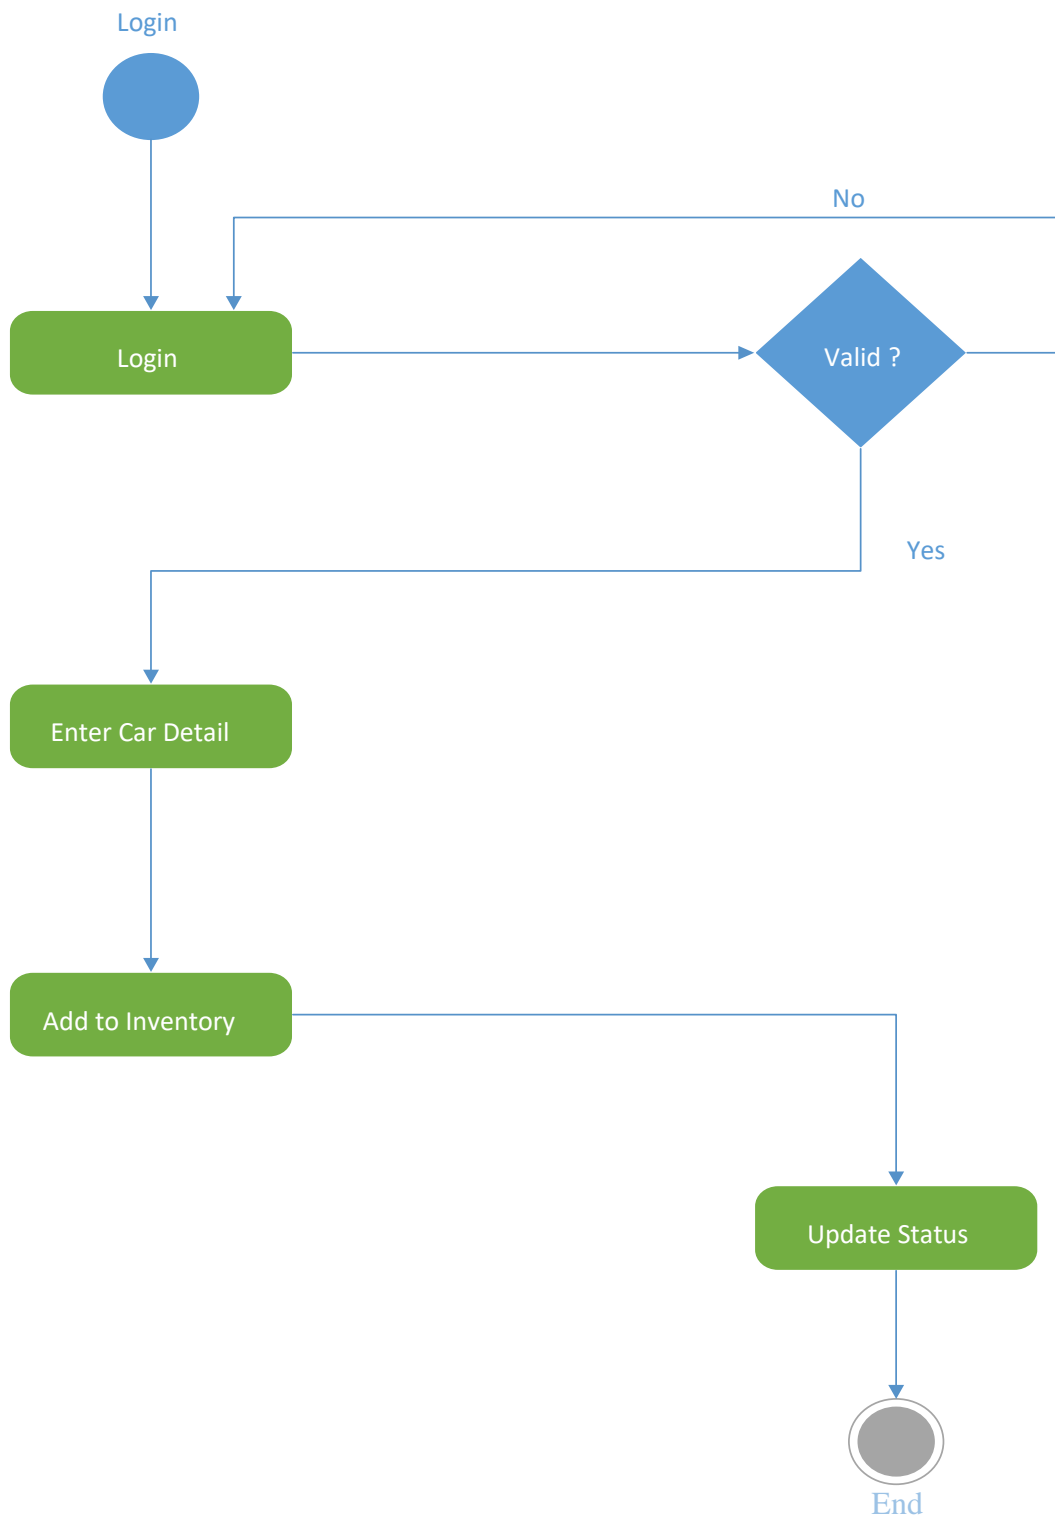 Login
No
Login
Valid ?
Yes
Enter Car Detail
Add to Inventory
Update Status
End